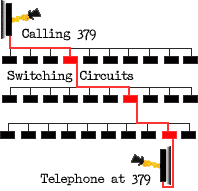 Calling 379
Switching Circuits
Telephone at 379